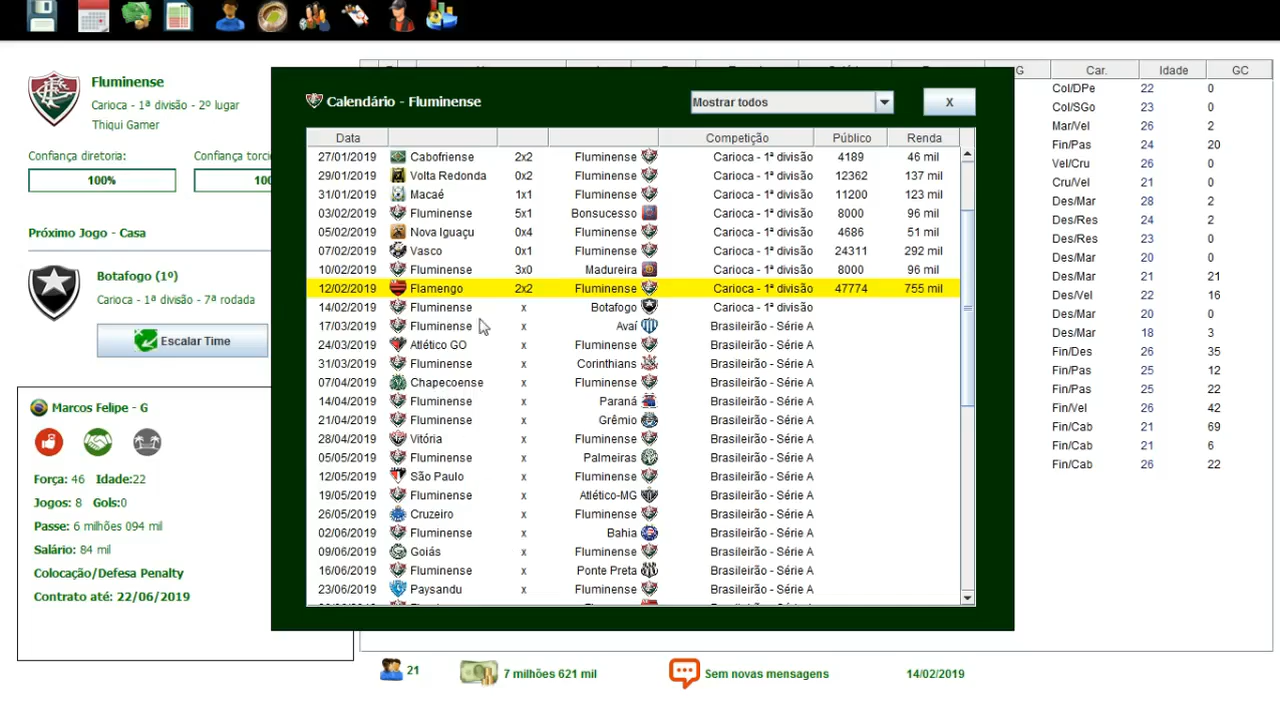 Fluminense
Carioca - 1ª divisão - 2º lugar
Thiqui Gamer
Confiança diretoria:
Confiança torci
100%
100
Próximo Jogo - Casa
Botafogo (1º)
Carioca - 1ª divisão - 7ª rodada
Escalar Time
Marcos Felipe - G
Força: 46 Idade:22
Jogos: 8 Gols:0
Passe: 6 milhões 094 mil
Salário: 84 mil
Colocação/Defesa Penalty
Contrato até: 22/06/2019
Calendário - Fluminense
Mostrar todos
X
Data Competição Público Renda
27/01/2019 Cabofriense 2x2 Fluminense Carioca - 1ª divisão 4189 46 mil
29/01/2019 Volta Redonda 0x2 Fluminense Carioca - 1ª divisão 12362 137 mil
31/01/2019 Macaé 1x1 Fluminense Carioca - 1ª divisão 11200 123 mil
03/02/2019 Fluminense 5x1 Bonsucesso Carioca - 1ª divisão 8000 96 mil
05/02/2019 Nova Iguaçu 0x4 Fluminense Carioca - 1ª divisão 4686 51 mil
07/02/2019 Vasco 0x1 Fluminense Carioca - 1ª divisão 24311 292 mil
10/02/2019 Fluminense 3x0 Madureira Carioca - 1ª divisão 8000 96 mil
12/02/2019 Flamengo 2x2 Fluminense Carioca - 1ª divisão 47774 755 mil
14/02/2019 Fluminense x Botafogo Carioca - 1ª divisão
17/03/2019 Fluminense x Avaí Brasileirão - Série A
24/03/2019 Atlético GO x Fluminense Brasileirão - Série A
31/03/2019 Fluminense x Corinthians Brasileirão - Série A
07/04/2019 Chapecoense x Fluminense Brasileirão - Série A
14/04/2019 Fluminense x Paraná Brasileirão - Série A
21/04/2019 Fluminense x Grêmio Brasileirão - Série A
28/04/2019 Vitória x Fluminense Brasileirão - Série A
05/05/2019 Fluminense x Palmeiras Brasileirão - Série A
12/05/2019 São Paulo x Fluminense Brasileirão - Série A
19/05/2019 Fluminense x Atlético-MG Brasileirão - Série A
26/05/2019 Cruzeiro x Fluminense Brasileirão - Série A
02/06/2019 Fluminense x Bahia Brasileirão - Série A
09/06/2019 Goiás x Fluminense Brasileirão - Série A
16/06/2019 Fluminense x Ponte Preta Brasileirão - Série A
23/06/2019 Paysandu x Fluminense Brasileirão - Série A
G Car. Idade GC
Col/DPe 22 0
Col/SGo 23 0
Mar/Vel 26 2
Fin/Pas 24 20
Vel/Cru 26 0
Cru/Vel 21 0
Des/Mar 28 2
Des/Res 24 2
Des/Res 23 0
Des/Mar 20 0
Des/Mar 21 21
Des/Vel 22 16
Des/Mar 20 0
Des/Mar 18 3
Fin/Des 26 35
Fin/Pas 25 12
Fin/Pas 25 22
Fin/Vel 26 42
Fin/Cab 21 69
Fin/Cab 21 6
Fin/Cab 26 22
21
7 milhões 621 mil
Sem novas mensagens
14/02/2019